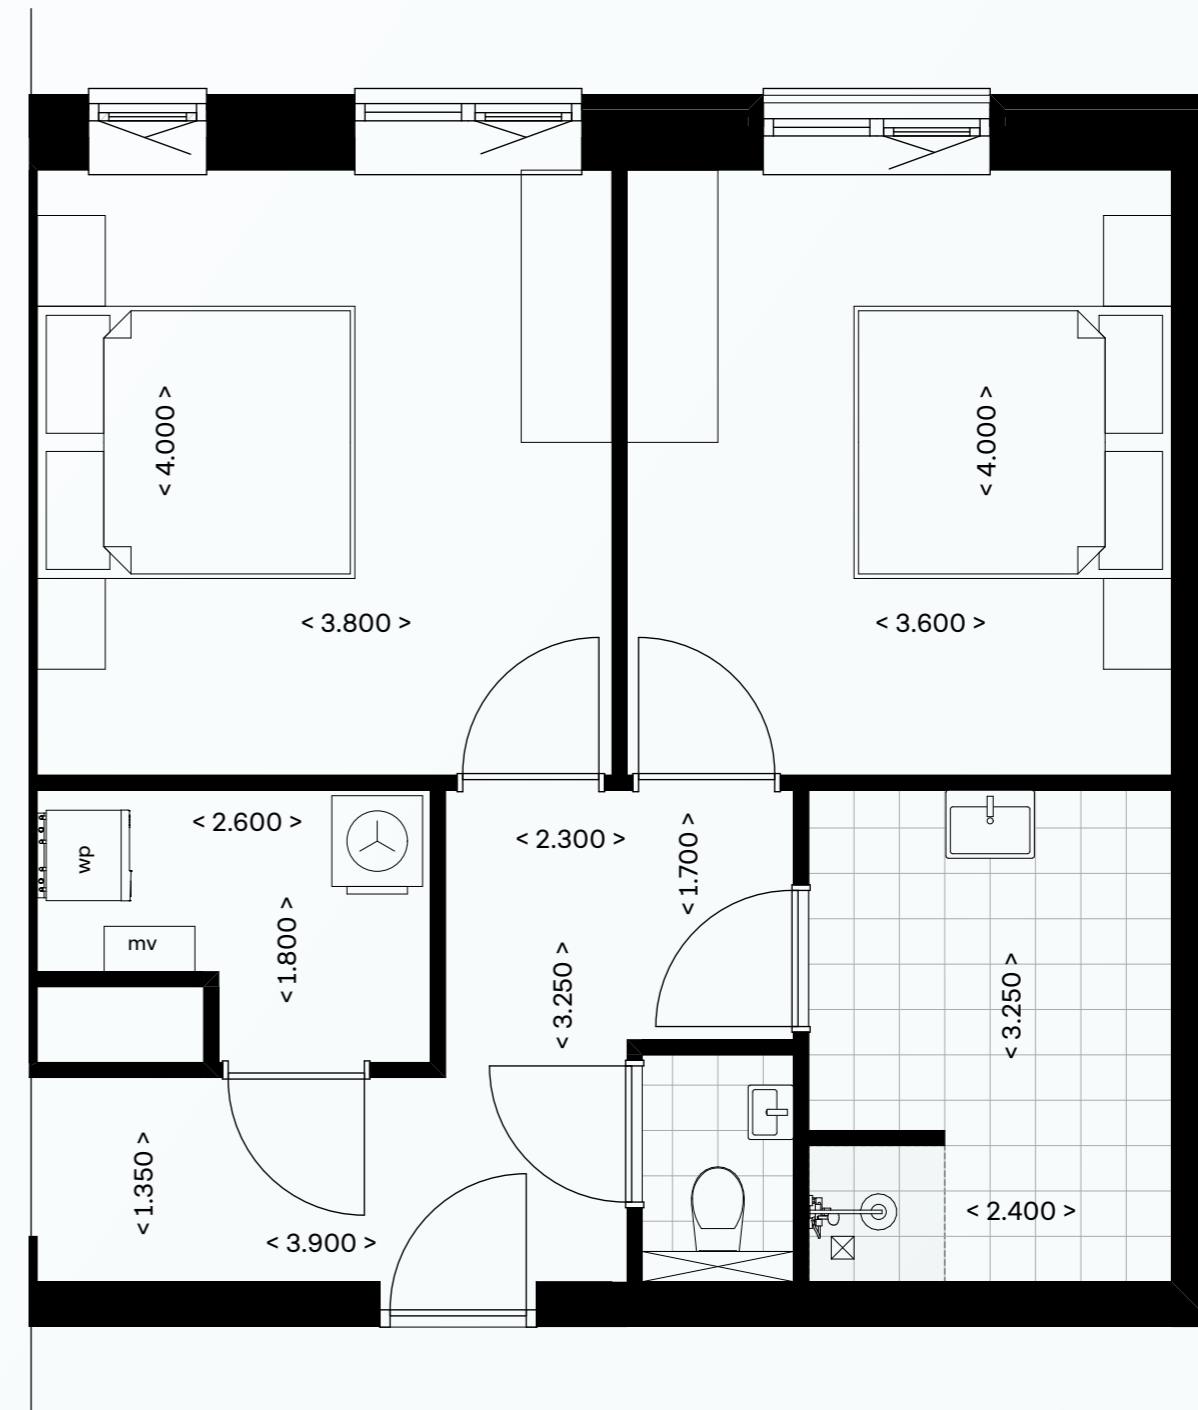 < 4.000 >
< 4.000 >
< 3.800 >
< 3.600 >
< 2.600 >
< 2.300 >
< 1.700 >
wp
mv
< 1.800 >
< 3.250 >
< 3.250 >
< 1.350 >
< 3.900 >
< 2.400 >